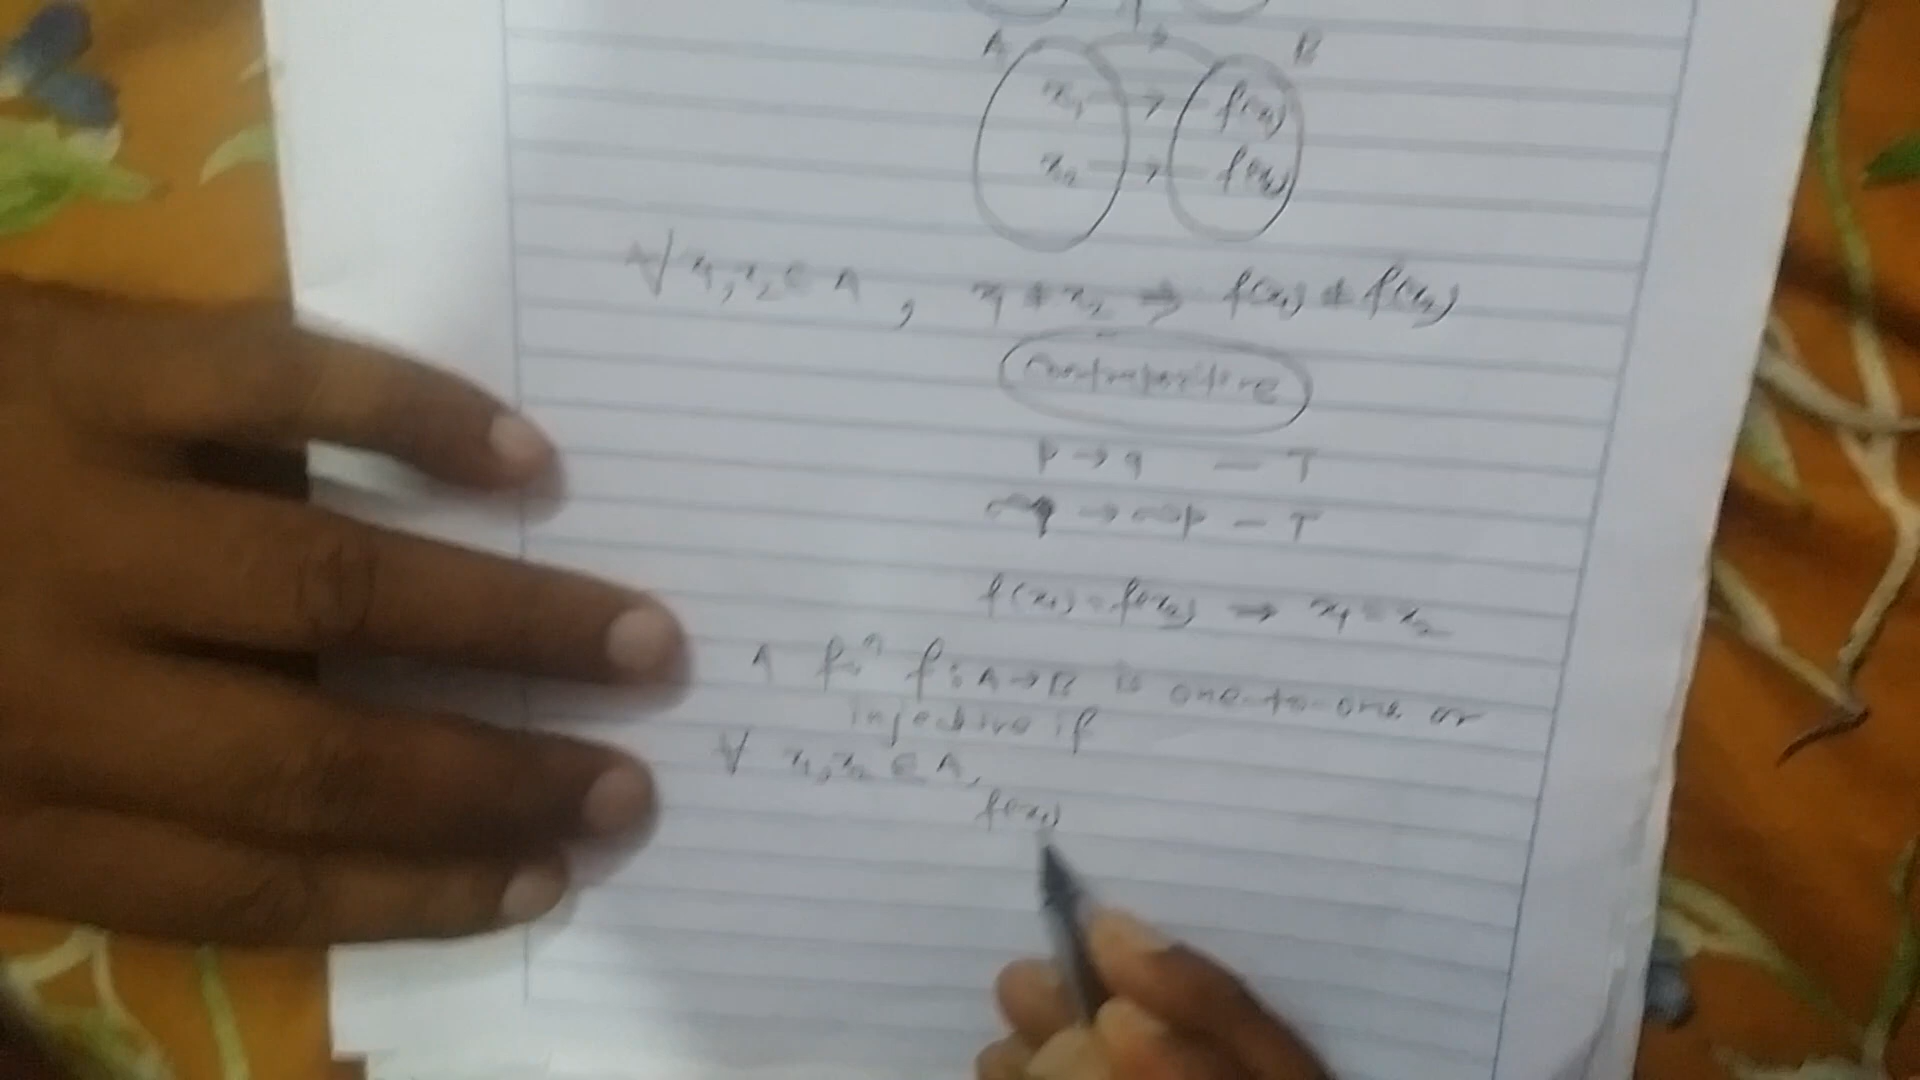 A B
x₁ → f(x₁)
x₂ → f(x₂)
∀ x₁, x₂ ∈ A , x₁ ≠ x₂ ⇒ f(x₁) ≠ f(x₂)
contrapositive
p → q — T
~q → ~p — T
f(x₁) = f(x₂) ⇒ x₁ = x₂
A fⁿ f: A → B is one-to-one or
injective if
∀ x₁, x₂ ∈ A,
f(x₁)